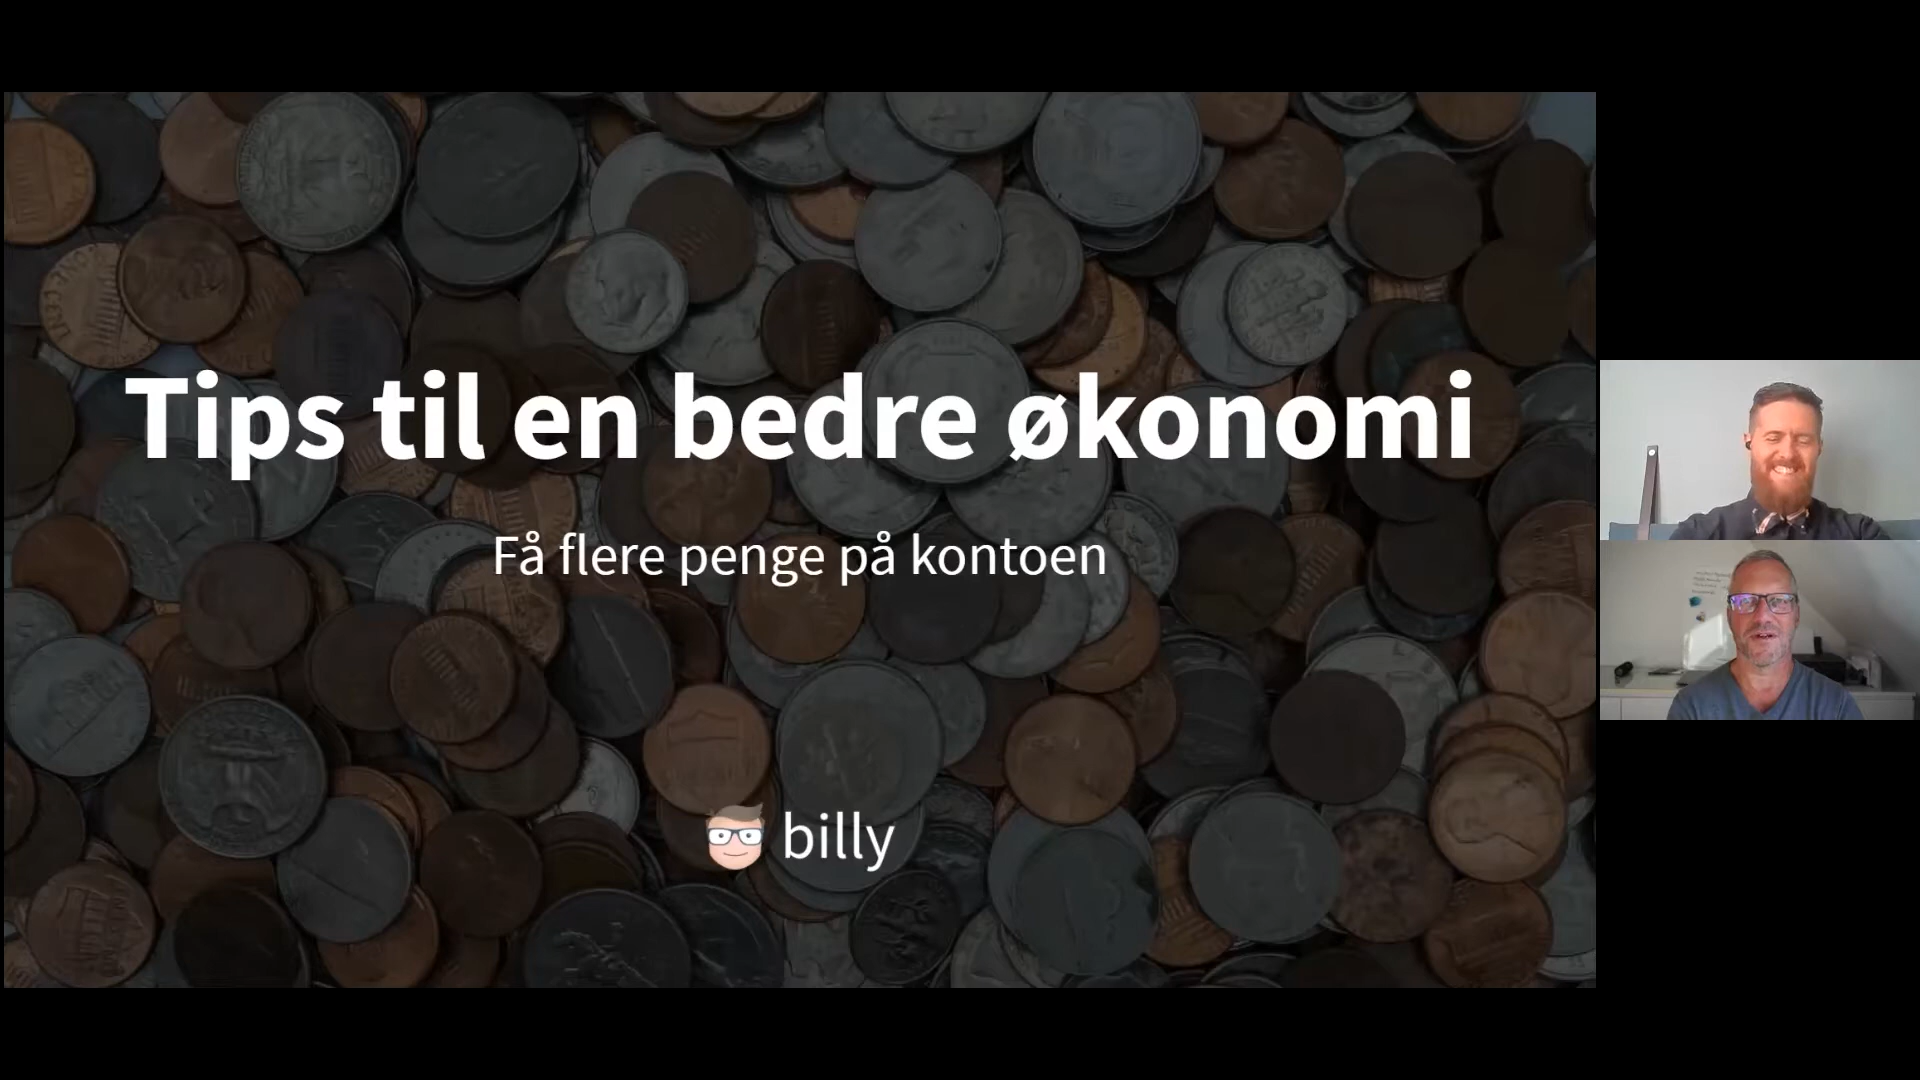 Tips til en bedre økonomi
Få flere penge på kontoen
billy